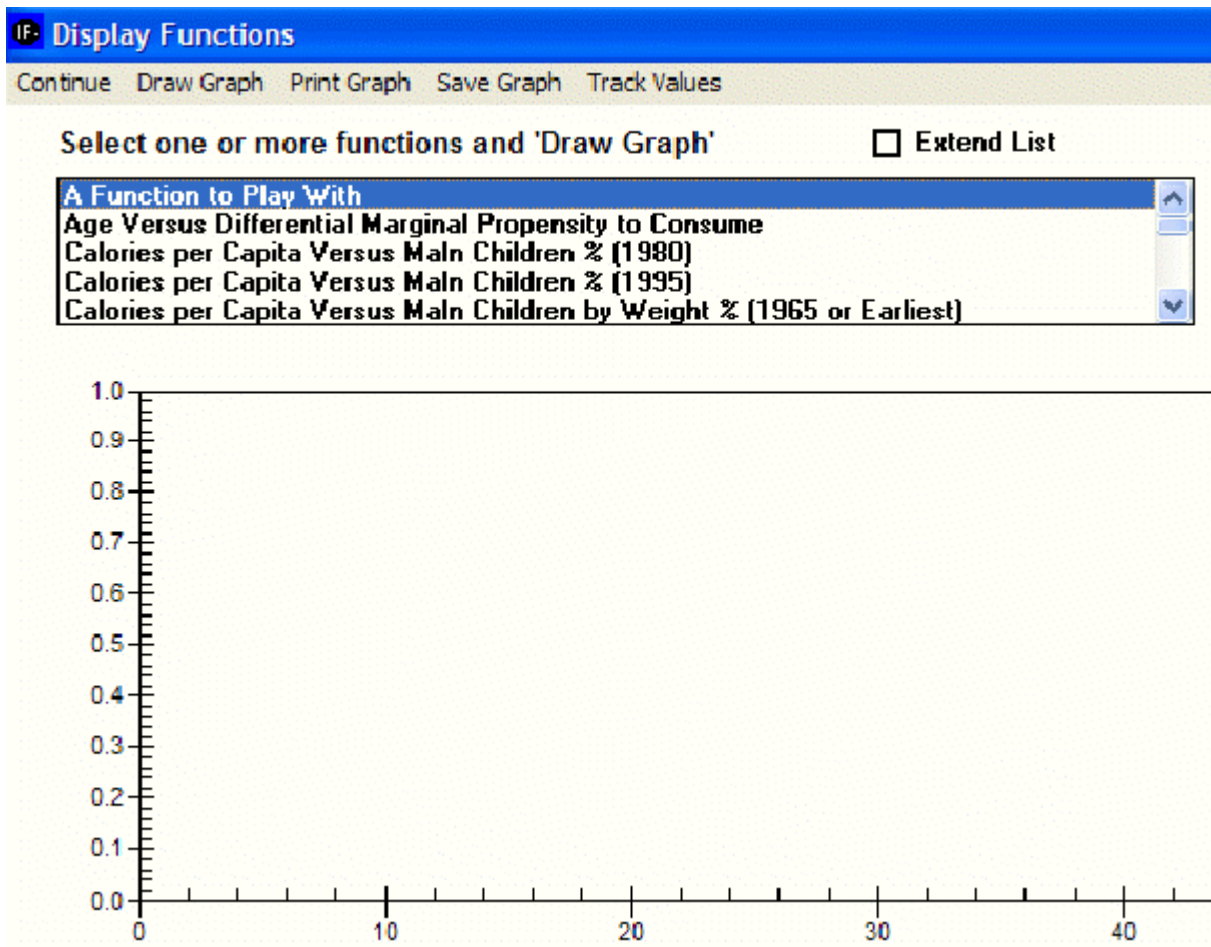 IF- Display Functions
Continue Draw Graph Print Graph Save Graph Track Values
Select one or more functions and 'Draw Graph' Extend List
A Function to Play With
Age Versus Differential Marginal Propensity to Consume
Calories per Capita Versus Maln Children % (1980)
Calories per Capita Versus Maln Children % (1995)
Calories per Capita Versus Maln Children by Weight % (1965 or Earliest)
1.0
0.9
0.8
0.7
0.6
0.5
0.4
0.3
0.2
0.1
0.0
0 10 20 30 40